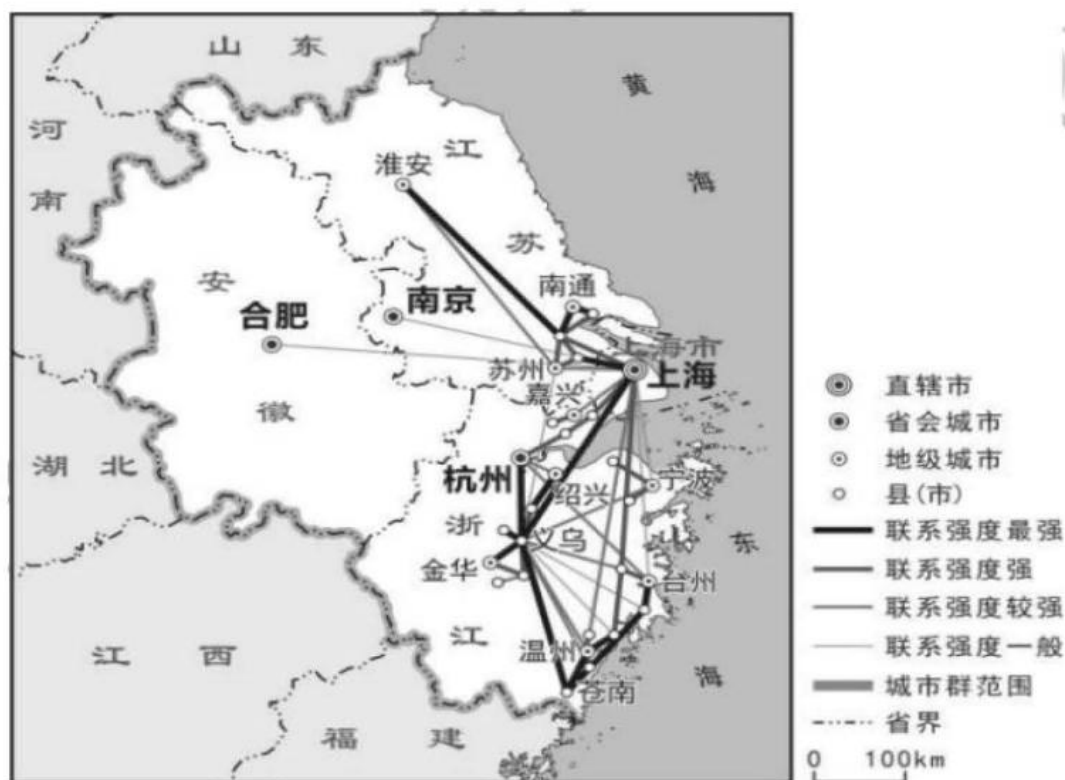 山东
黄
河
南
海
淮安
江
苏
安
南京
合肥
南通
上海市
苏州
上海
嘉兴
徽
湖北
杭州
绍兴
宁波
浙
义乌
东
金华
台州
江
江西
温州
海
苍南
福建
直辖市
省会城市
地级城市
县(市)
联系强度最强
联系强度强
联系强度较强
联系强度一般
城市群范围
省界
0 100km